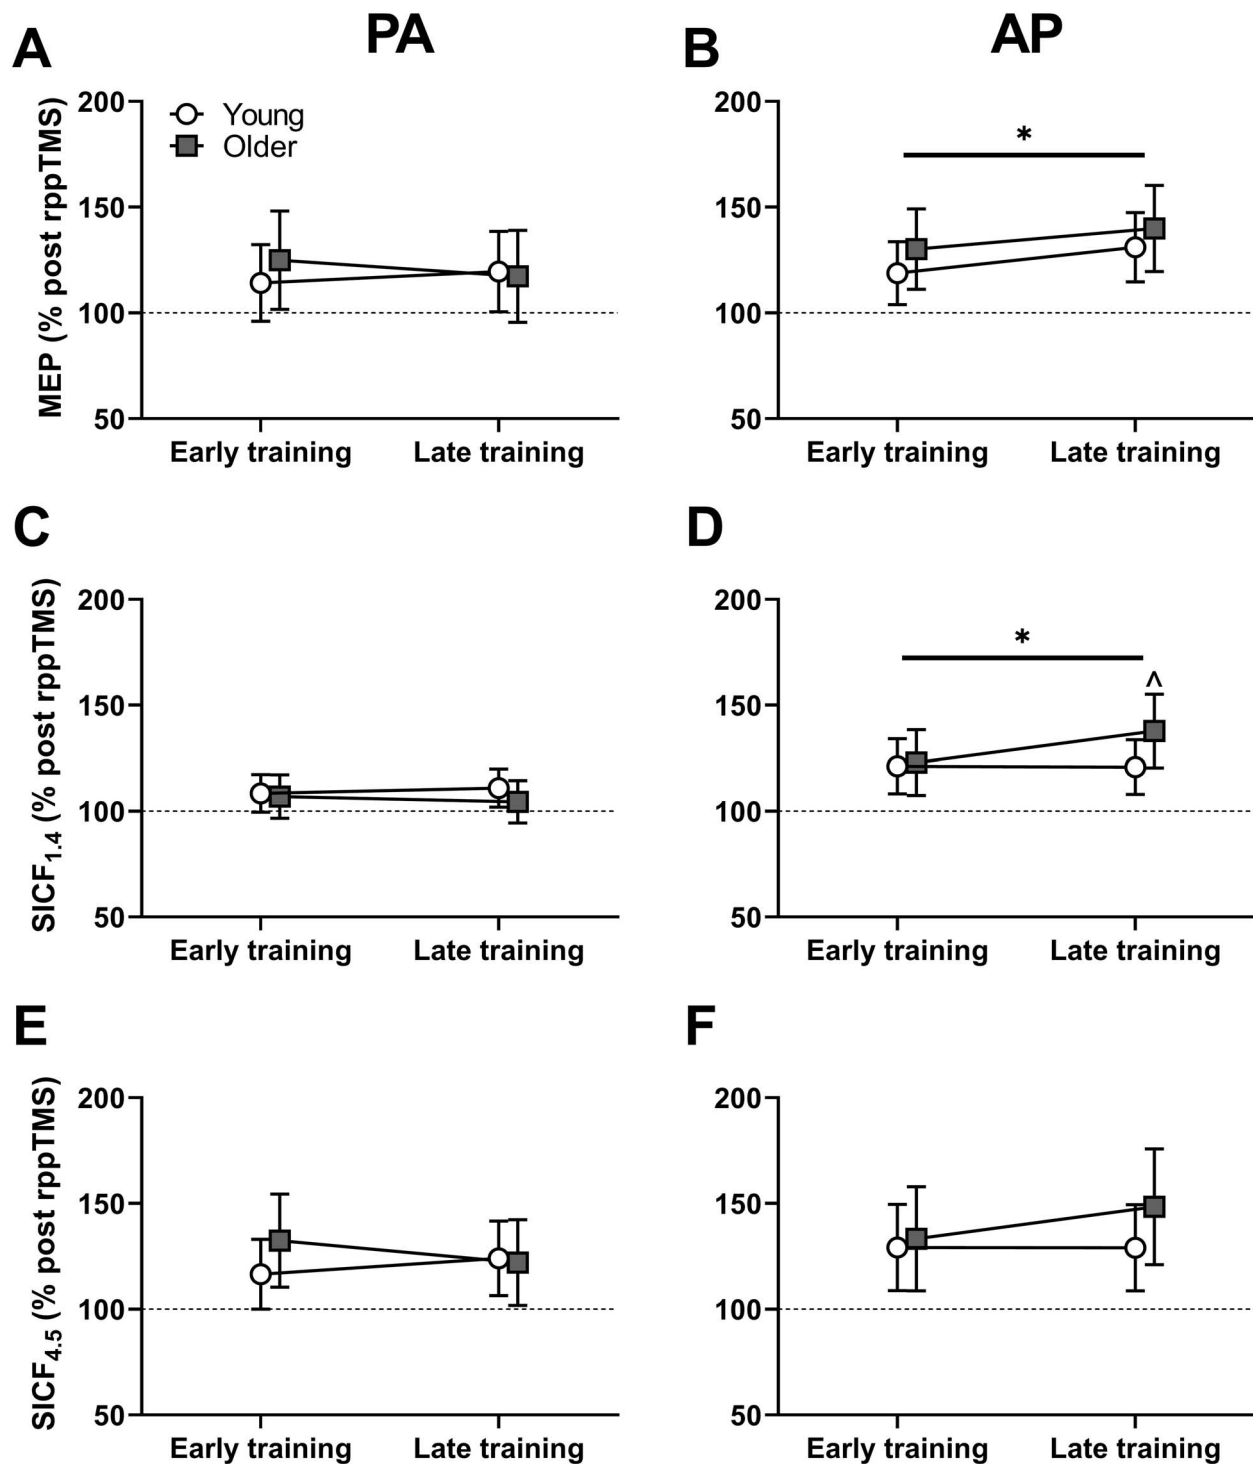 PA
AP
A
B
MEP (% post rppTMS)
200
150
100
50
Young
Older
Early training
Late training
200
150
100
50
*
Early training
Late training
C
D
SICF1.4 (% post rppTMS)
200
150
100
50
Early training
Late training
200
150
100
50
*
^
Early training
Late training
E
F
SICF4.5 (% post rppTMS)
200
150
100
50
Early training
Late training
200
150
100
50
Early training
Late training